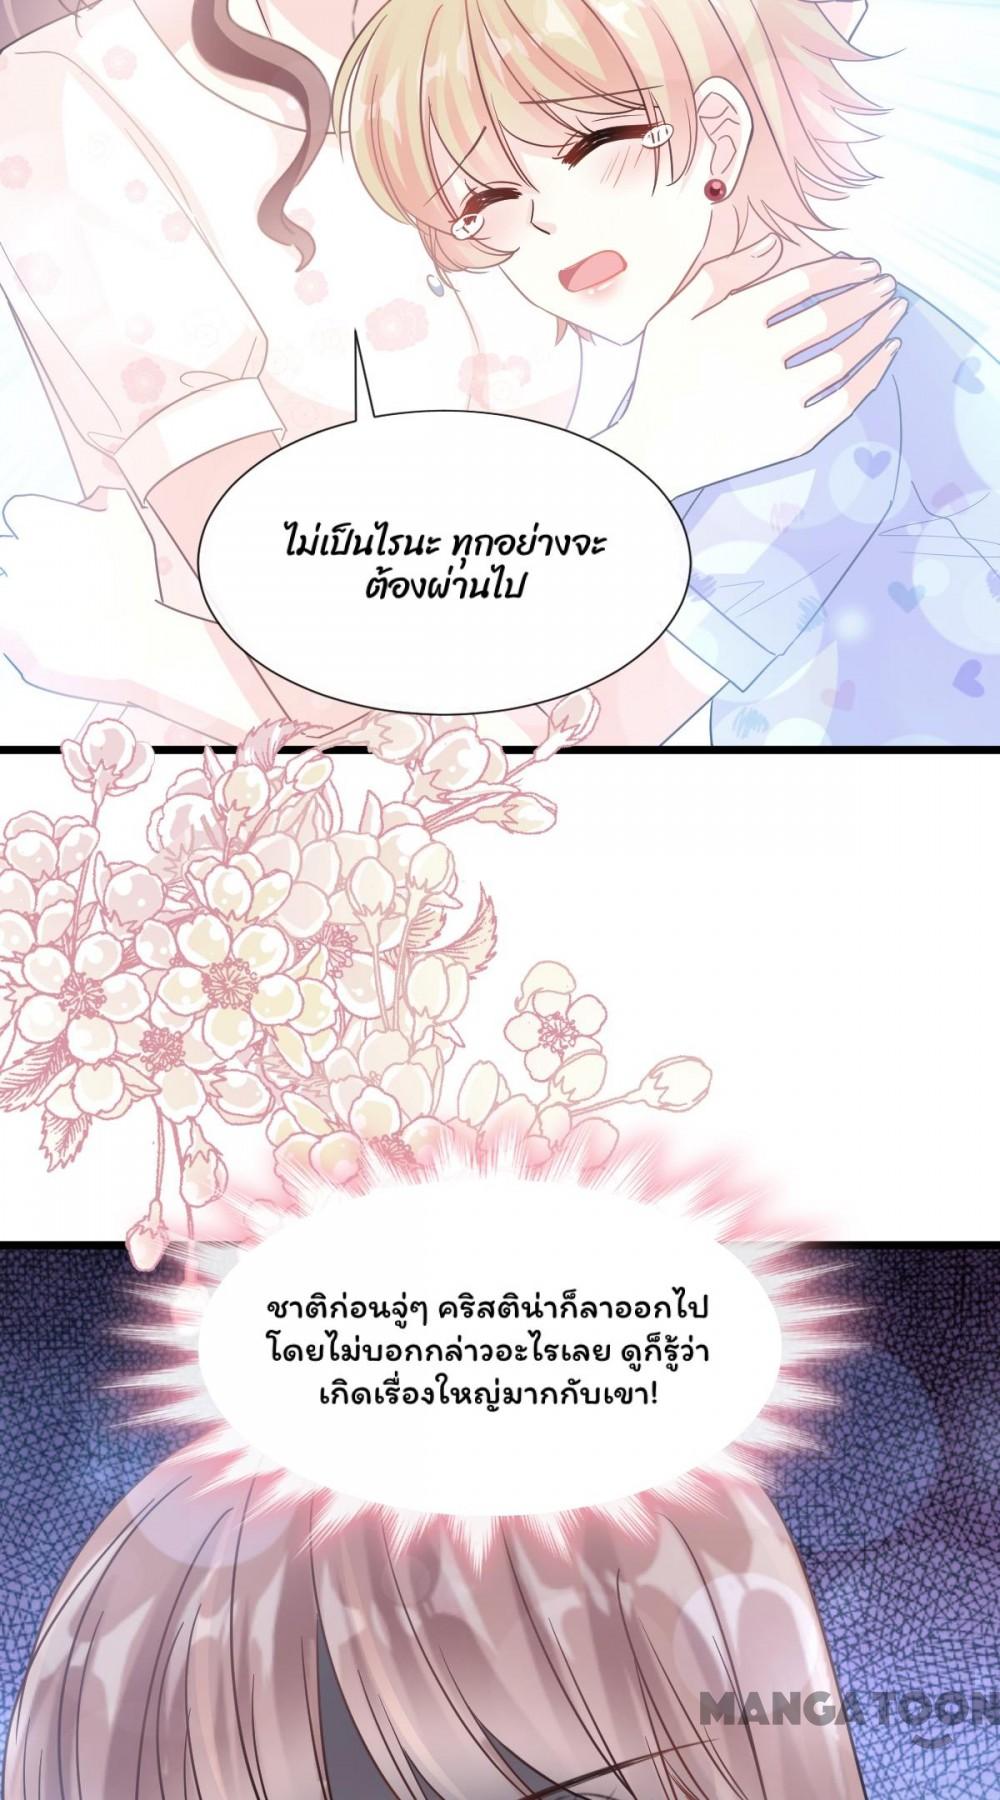 ไม่เป็นไรนะ ทุกอย่างจะ
ต้องผ่านไป
ชาติก่อนจู่ๆ คริสติน่าก็ลาออกไป
โดยไม่บอกกล่าวอะไรเลย ดูก็รู้ว่า
เกิดเรื่องใหญ่มากกับเขา!
MANGATOON